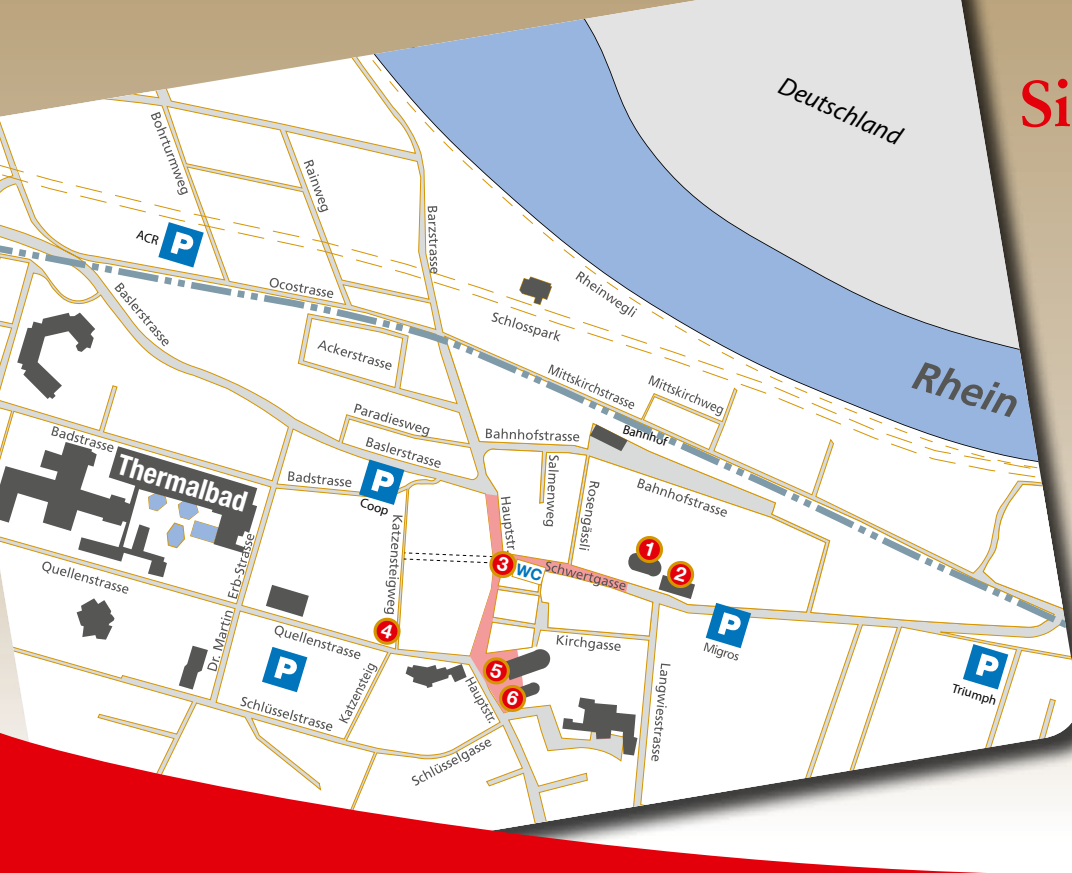 Deutschland
Si
Rhein
Bohrturmweg
Rainweg
Barzstrasse
ACR
P
Ocostrasse
Rheinwegli
Schlosspark
Baslerstrasse
Ackerstrasse
Mittskirchstrasse
Mittskirchweg
Paradiesweg
Baslerstrasse
Bahnhofstrasse
Bahnhof
Badstrasse
Thermalbad
Badstrasse
P
Coop
Salmenweg
Rosengässli
Bahnhofstrasse
Hauptstr.
Katzensteigweg
3
WC
Schwertgasse
1
2
Quellenstrasse
Dr. Martin Erb-Strasse
4
Quellenstrasse
Kirchgasse
P
Migros
P
Triumph
P
Katzensteig
Schlüsselstrasse
5
6
Hauptstr.
Langwiesstrasse
Schlüsselgasse